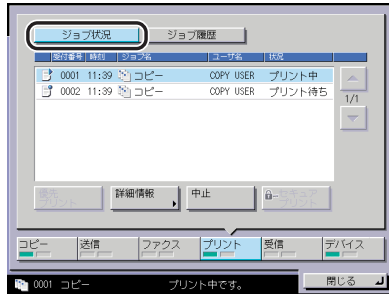 ジョブ状況 ジョブ履歴
受付番号 時刻 ジョブ名 ユーザ名 状況
0001 11:39 コピー COPY USER プリント中
0002 11:39 コピー COPY USER プリント待ち
1/1
優先プリント 詳細情報 中止 セキュアプリント
コピー 送信 ファクス プリント 受信 デバイス
0001 コピー プリント中です。 閉じる